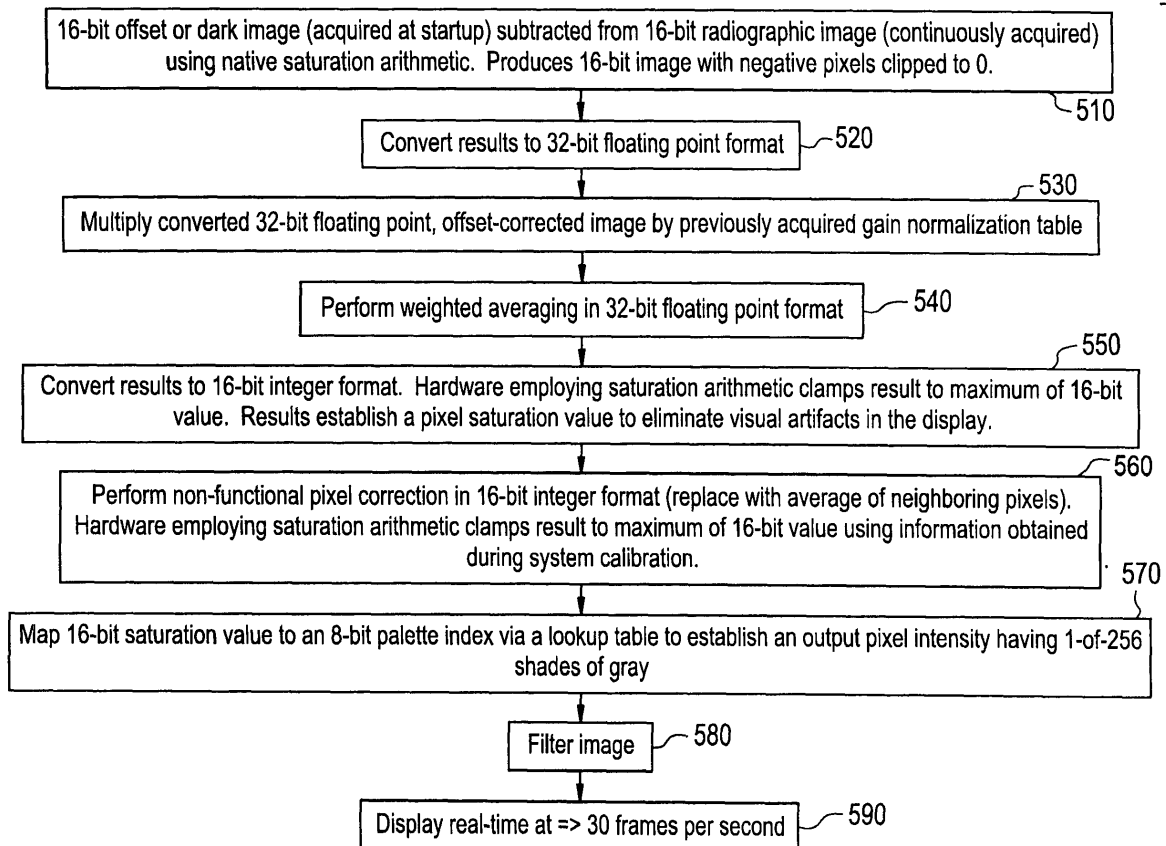 16-bit offset or dark image (acquired at startup) subtracted from 16-bit radiographic image (continuously acquired)
using native saturation arithmetic. Produces 16-bit image with negative pixels clipped to 0.
510
Convert results to 32-bit floating point format
520
530
Multiply converted 32-bit floating point, offset-corrected image by previously acquired gain normalization table
Perform weighted averaging in 32-bit floating point format
540
550
Convert results to 16-bit integer format. Hardware employing saturation arithmetic clamps result to maximum of 16-bit
value. Results establish a pixel saturation value to eliminate visual artifacts in the display.
560
Perform non-functional pixel correction in 16-bit integer format (replace with average of neighboring pixels).
Hardware employing saturation arithmetic clamps result to maximum of 16-bit value using information obtained
during system calibration.
570
Map 16-bit saturation value to an 8-bit palette index via a lookup table to establish an output pixel intensity having 1-of-256
shades of gray
Filter image
580
Display real-time at => 30 frames per second
590